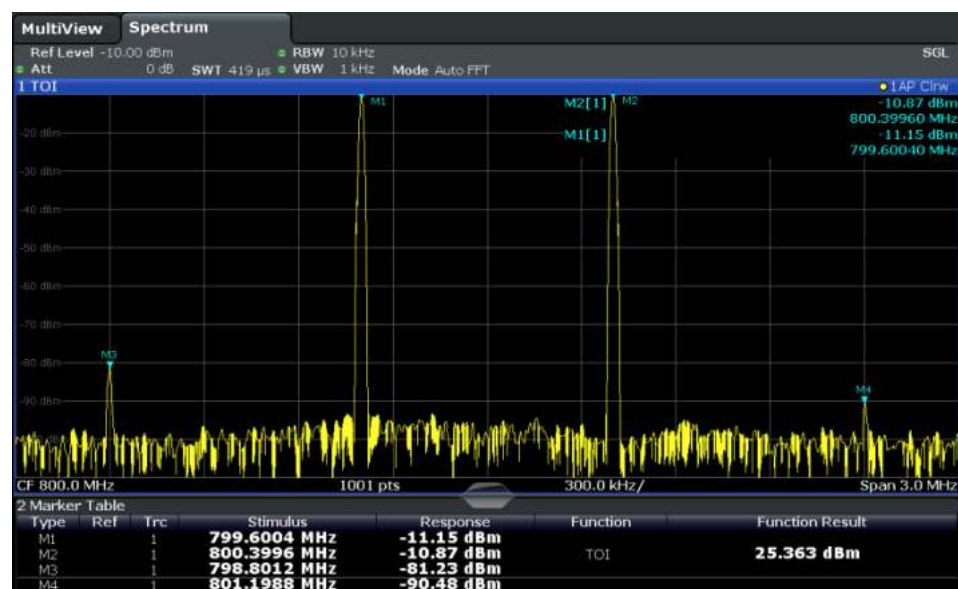 MultiView Spectrum
Ref Level -10.00 dBm RBW 10 kHz SGL
Att 0 dB SWT 419 µs VBW 1 kHz Mode Auto FFT
1 TOI 1AP Clrw
M1 M2[1] M2 -10.87 dBm
800.39960 MHz
-20 dBm M1[1] -11.15 dBm
799.60040 MHz
-30 dBm
-40 dBm
-50 dBm
-60 dBm
-70 dBm
M3
-80 dBm
M4
-90 dBm
CF 800.0 MHz 1001 pts 300.0 kHz/ Span 3.0 MHz
2 Marker Table
Type Ref Trc Stimulus Response Function Function Result
M1 1 799.6004 MHz -11.15 dBm
M2 1 800.3996 MHz -10.87 dBm TOI 25.363 dBm
M3 1 798.8012 MHz -81.23 dBm
M4 1 801.1988 MHz -90.48 dBm